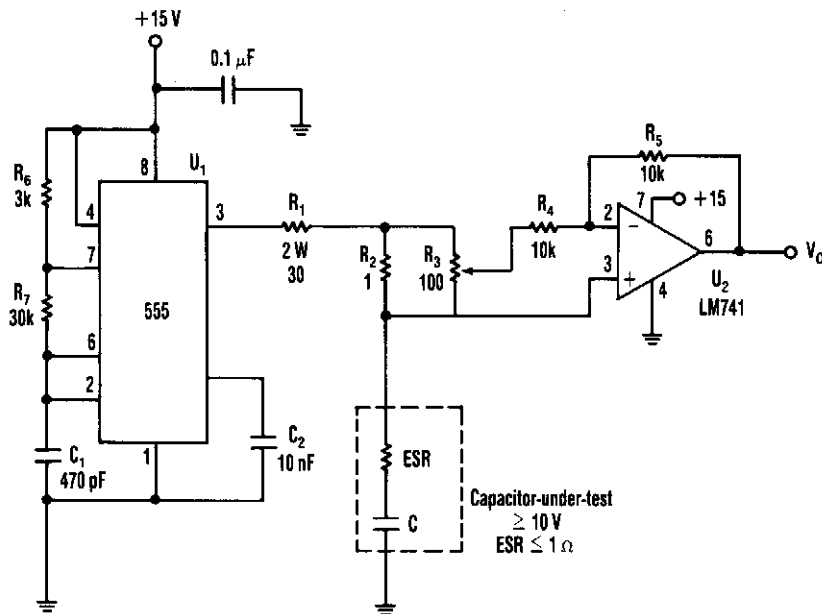 +15 V
0.1 µF
R6
3k
U1
8
4
3
R1
2 W
30
7
R7
30k
555
6
2
1
C1
470 pF
C2
10 nF
R2
1
R3
100
R4
10k
R5
10k
2
−
7
+15
6
3
+
4
U2
LM741
ESR
C
Capacitor-under-test
≥ 10 V
ESR ≤ 1 Ω